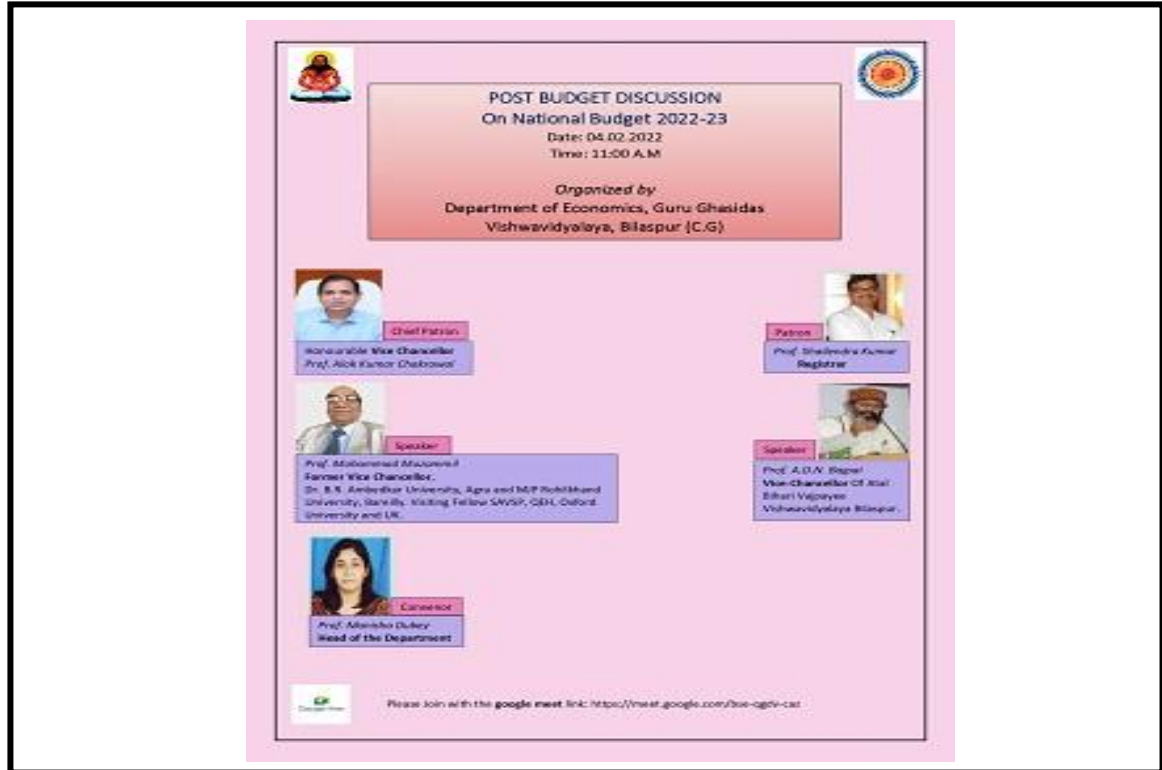 POST BUDGET DISCUSSION
On National Budget 2022-23
Date: 04.02.2022
Time: 11:00 A.M
Organized by
Department of Economics, Guru Ghasidas
Vishwavidyalaya, Bilaspur (C.G)
Chief Patron
Honourable Vice Chancellor
Prof. Alok Kumar Chakrawal
Patron
Prof. Shailendra Kumar
Registrar
Speaker
Prof. Mohammad Muzammil
Former Vice Chancellor,
Dr. B.R. Ambedkar University, Agra and MJP Rohilkhand
University, Bareilly. Visiting Fellow SAVSP, QEH, Oxford
University and UK.
Speaker
Prof. A.D.N. Bajpai
Vice-Chancellor Of Atal
Bihari Vajpayee
Vishwavidyalaya Bilaspur.
Convenor
Prof. Manisha Dubey
Head of the Department
Please Join with the google meet link: https://meet.google.com/